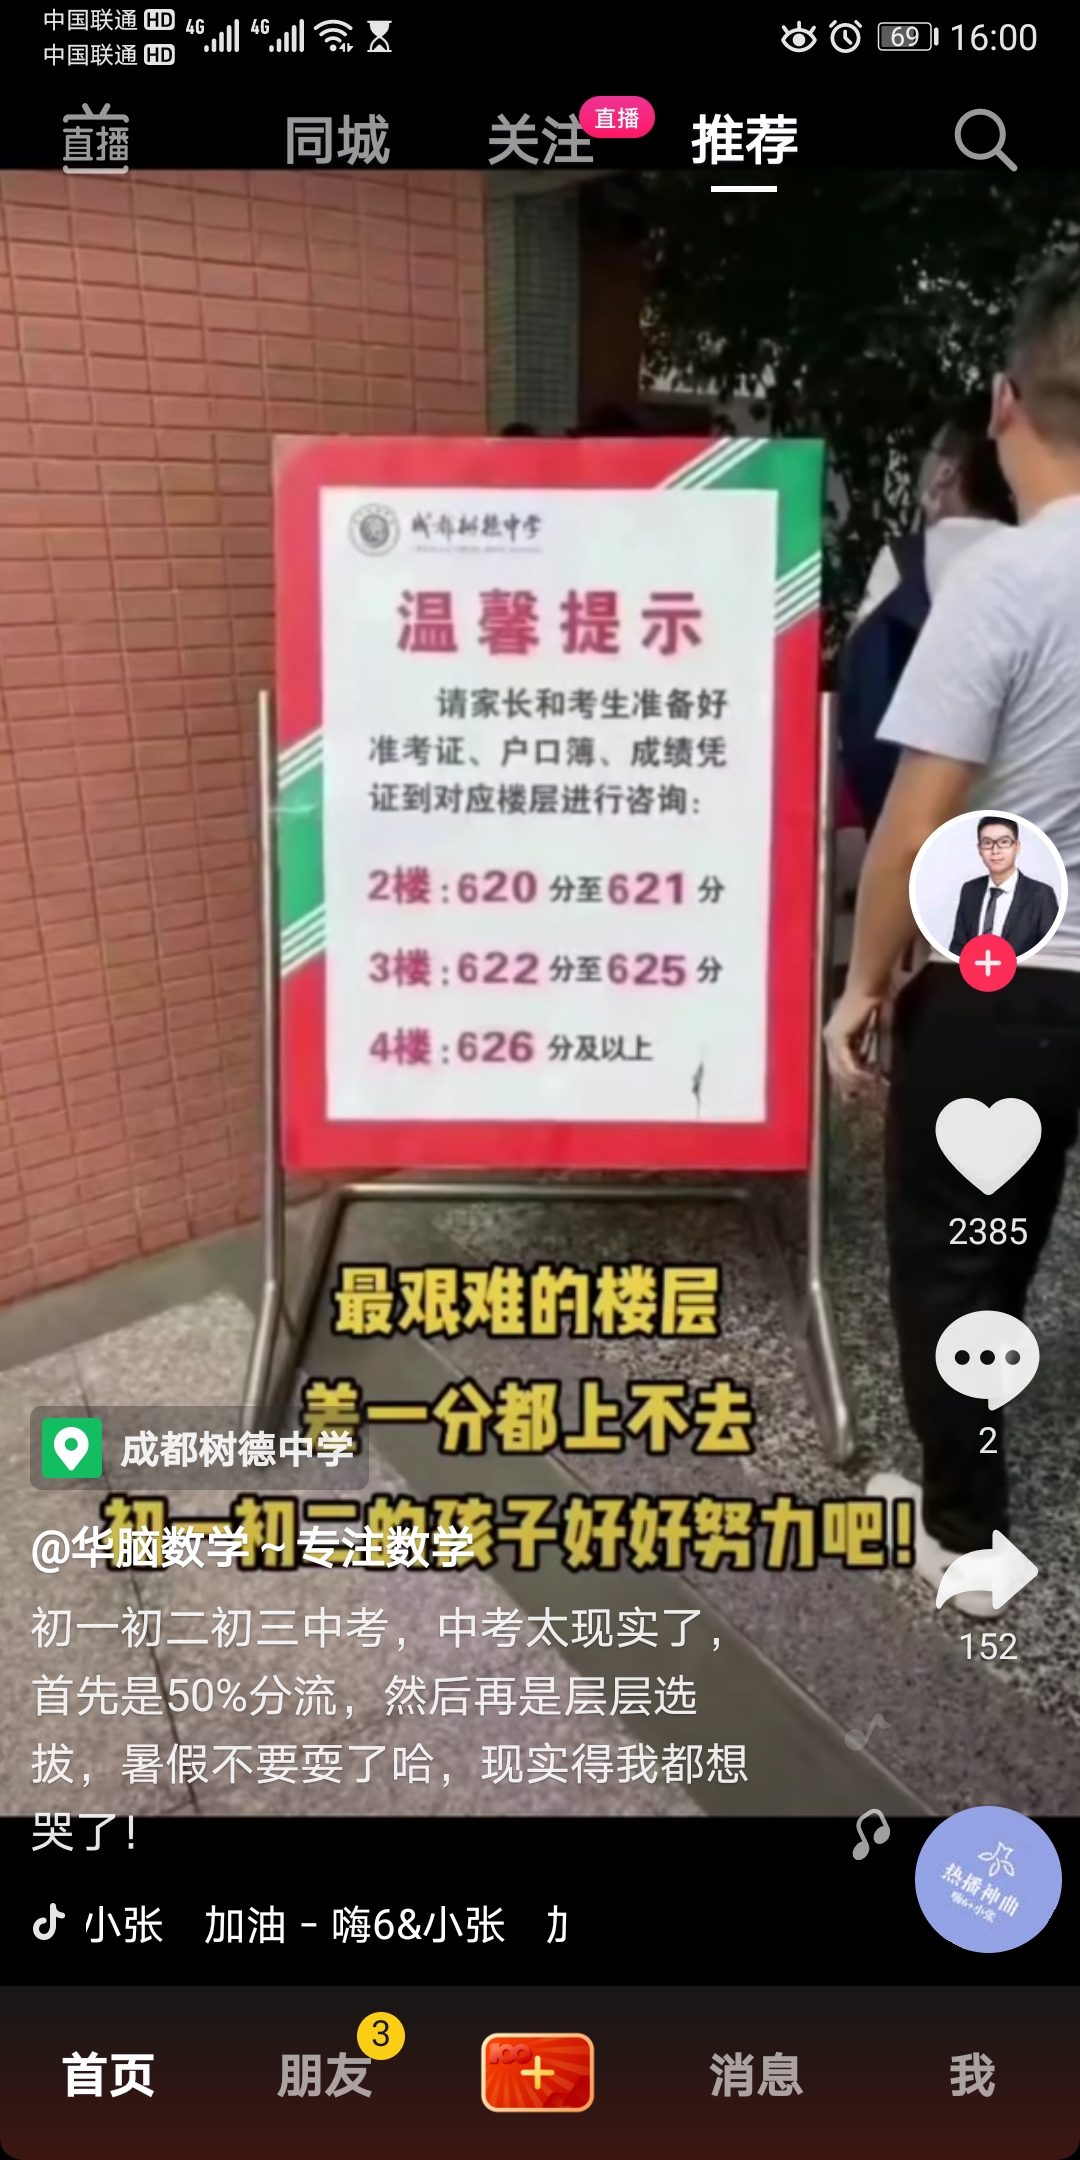 中国联通 HD 4G 4G 69 16:00
中国联通 HD
直播 同城 关注 直播 推荐
成都树德中学
温馨提示
请家长和考生准备好
准考证、户口簿、成绩凭
证到对应楼层进行咨询：
2楼：620 分至621 分
3楼：622 分至625 分
4楼：626 分及以上
2385
最艰难的楼层
差一分都上不去
成都树德中学
2
初一初二的孩子好好努力吧！
@华脑数学～专注数学
初一初二初三中考，中考太现实了，
首先是50%分流，然后再是层层选
拔，暑假不要耍了哈，现实得我都想
哭了！
152
热播神曲
嗨6+小张
小张 加油 - 嗨6&小张
首页 朋友 3 100 消息 我